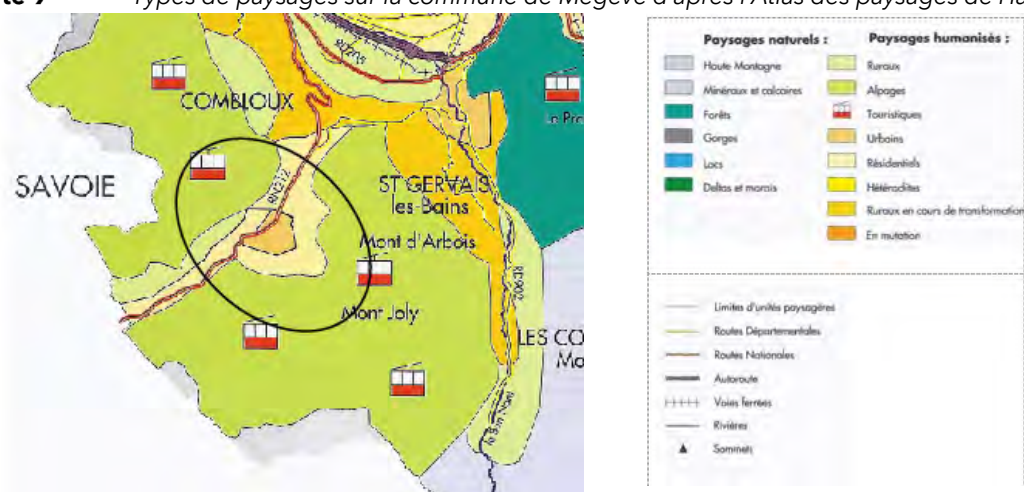 Types de paysages sur la commune de Megève d'après l'Atlas des paysages de
COMBLOUX
SAVOIE
RN212
ST GERVAIS
les-Bains
Mont d'Arbois
RD902
Mont Joly
LES CO
le Bon Nant
Paysages naturels :
Haute Montagne
Minéraux et calcaires
Forêts
Gorges
Lacs
Deltas et marais
Paysages humanisés :
Ruraux
Alpages
Touristiques
Urbains
Résidentiels
Hétéroclites
Ruraux en cours de transformation
En mutation
Limites d'unités paysagères
Routes Départementales
Routes Nationales
Autoroute
Voies ferrées
Rivières
Sommets